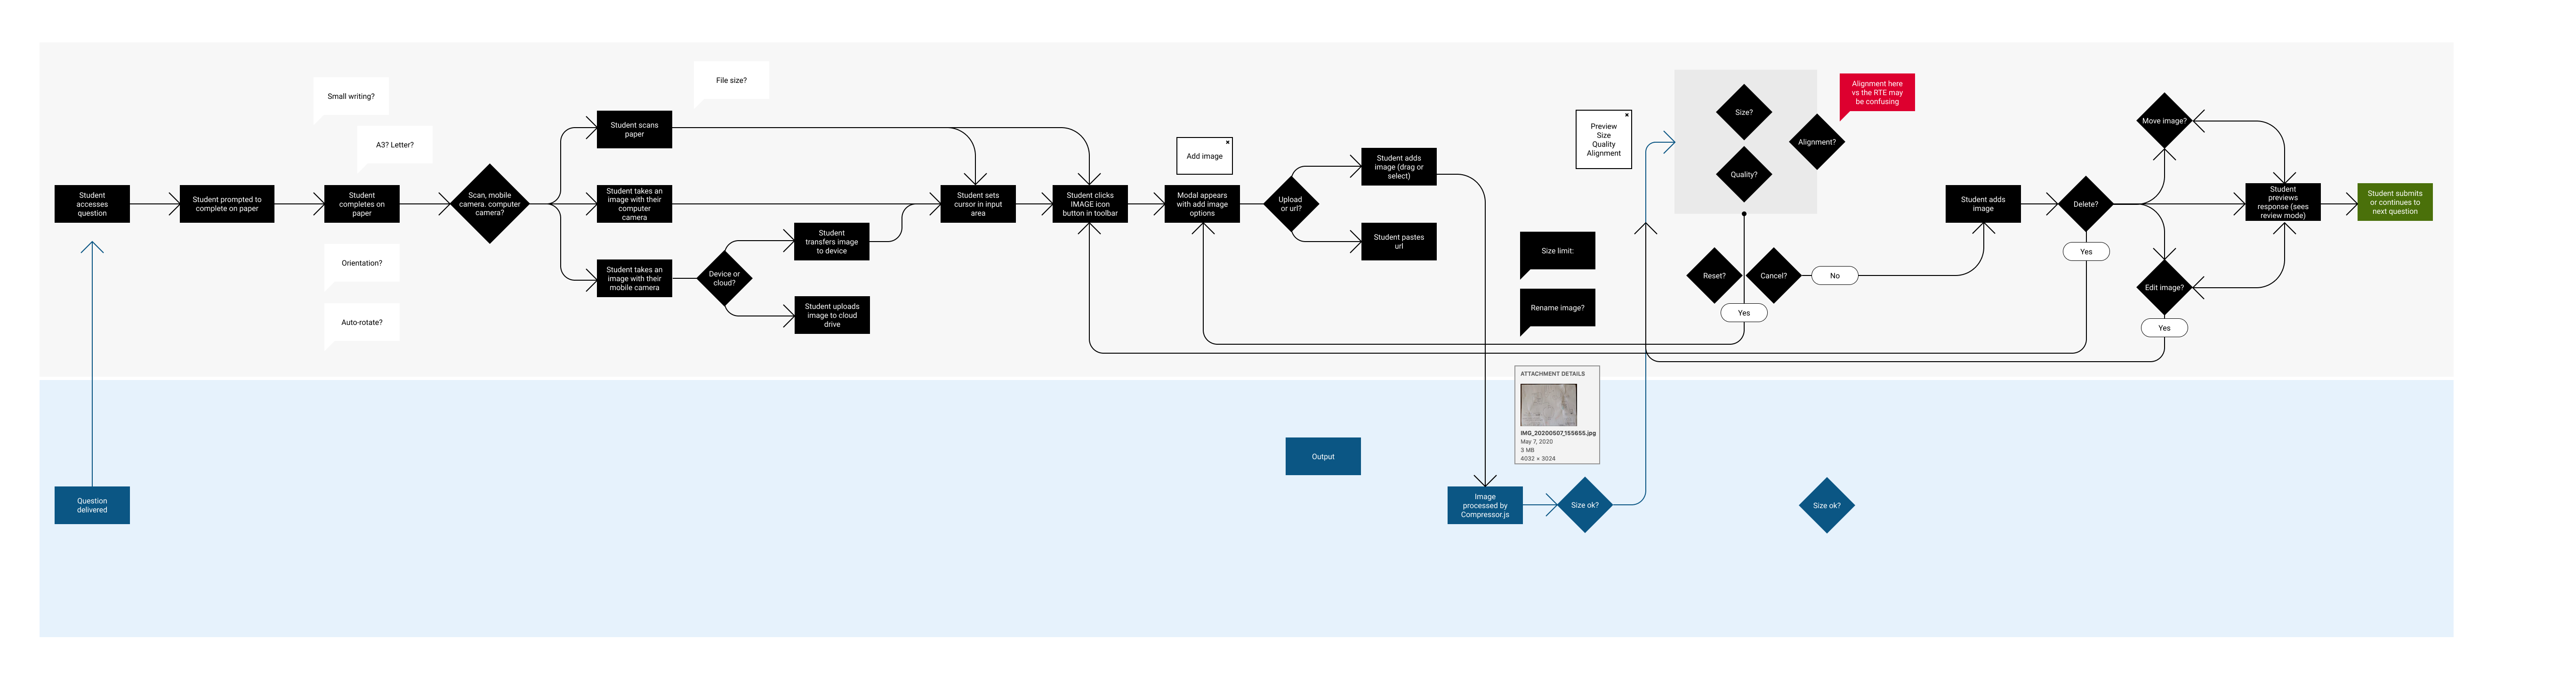 File size?
Small writing?
A3? Letter?
Student
accesses
question
Student prompted to
complete on paper
Student
completes on
paper
Orientation?
Auto-rotate?
Scan, mobile
camera. computer
camera?
Student scans
paper
Student takes an
image with their
computer
camera
Student takes an
image with their
mobile camera
Device or
cloud?
Student
transfers image
to device
Student uploads
image to cloud
drive
Student sets
cursor in input
area
Student clicks
IMAGE icon
button in toolbar
Add image
Modal appears
with add image
options
Upload
or url?
Student adds
image (drag or
select)
Student pastes
url
Preview
Size
Quality
Alignment
Size limit:
Rename image?
Size?
Quality?
Alignment?
Alignment here
vs the RTE may
be confusing
Reset?
Cancel?
No
Yes
Student adds
image
Delete?
Yes
Move image?
Edit image?
Yes
Student
previews
response (sees
review mode)
Student submits
or continues to
next question
Question
delivered
Output
Image
processed by
Compressor.js
ATTACHMENT DETAILS
IMG_20200507_155655.jpg
May 7, 2020
3 MB
4032 × 3024
Size ok?
Size ok?